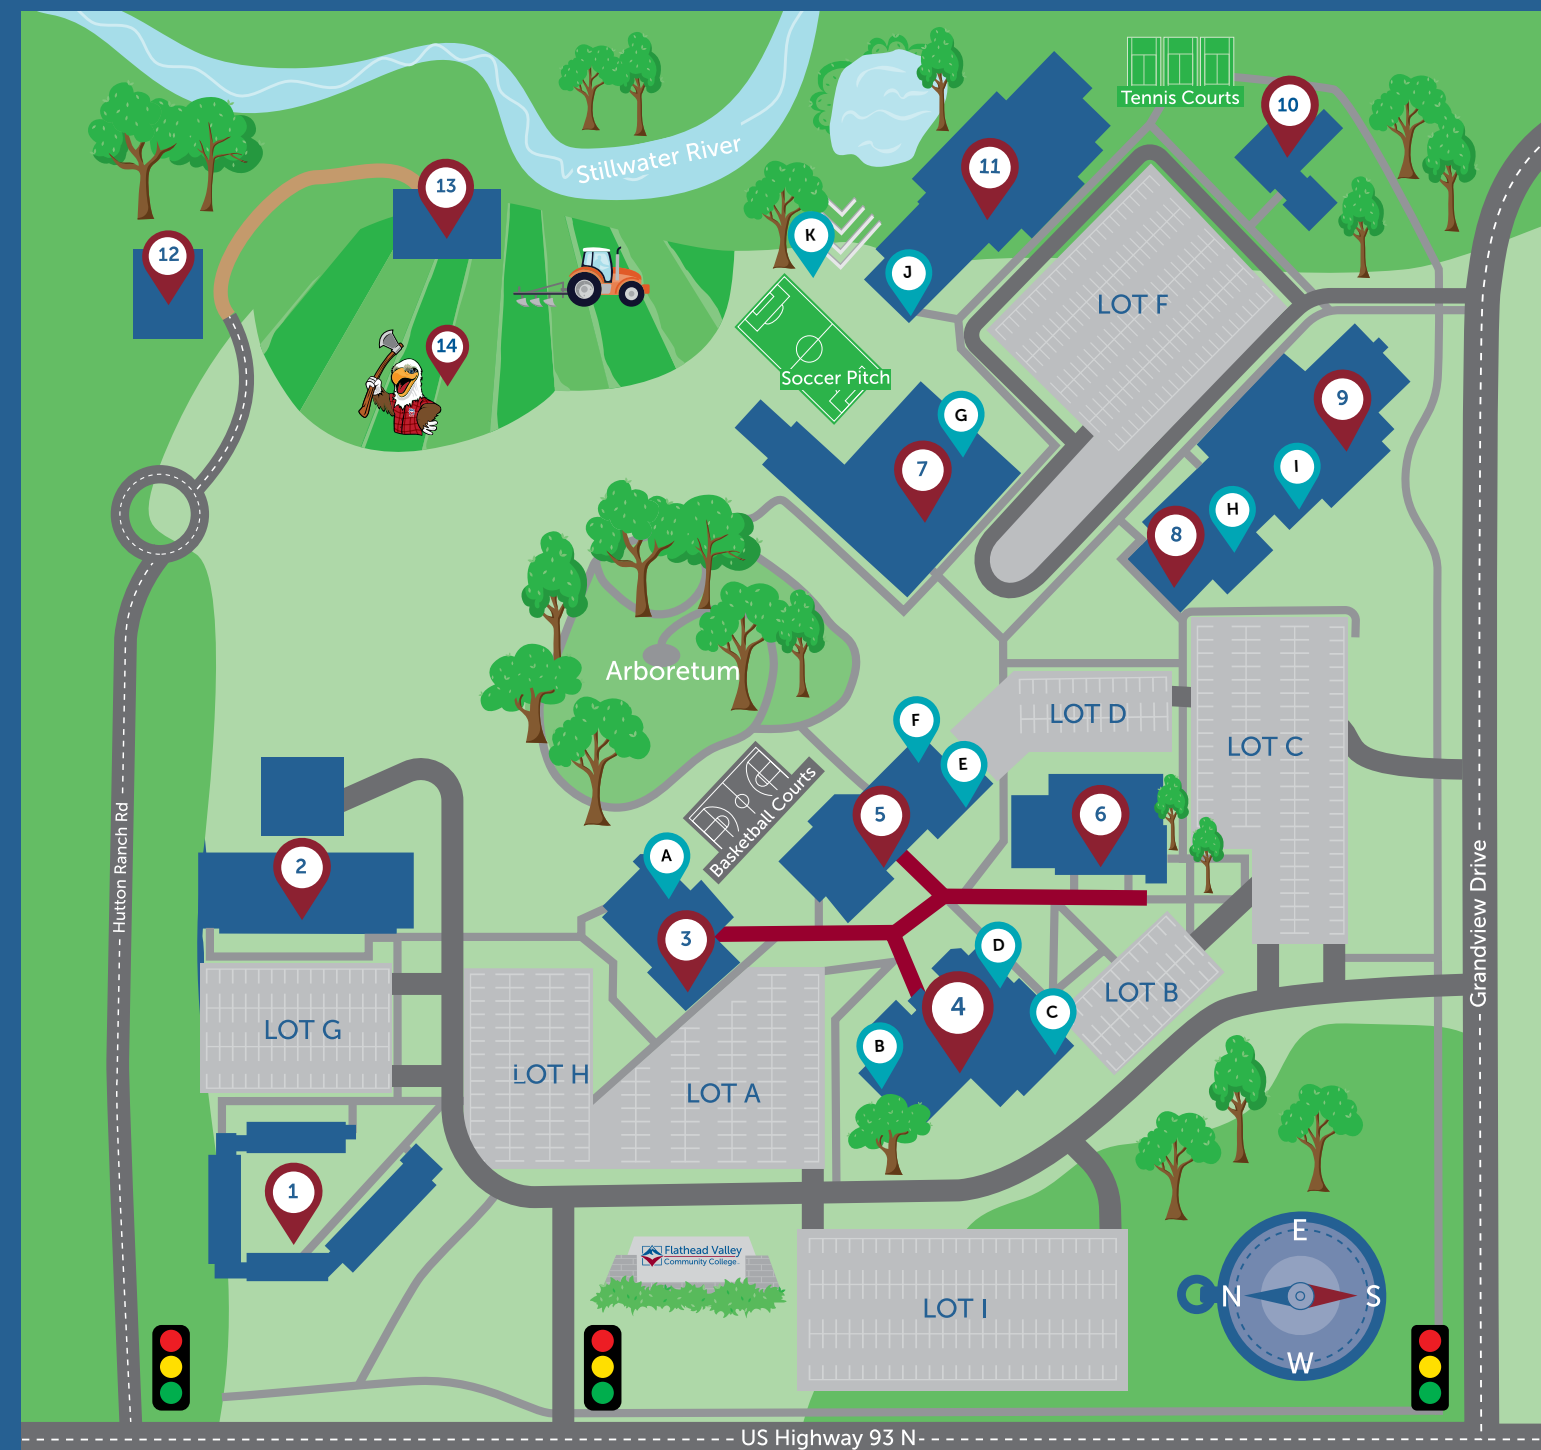 Tennis Courts
10
Stillwater River
11
13
K
12
J
LOT F
14
Soccer Pitch
9
G
7
I
H
8
Arboretum
F
LOT D
E
LOT C
Basketball Courts
5
6
A
2
Hutton Ranch Rd
Grandview Drive
3
D
LOT B
4
C
LOT G
B
LOT H
LOT A
1
E
Flathead Valley
Community College
N
S
LOT I
W
US Highway 93 N